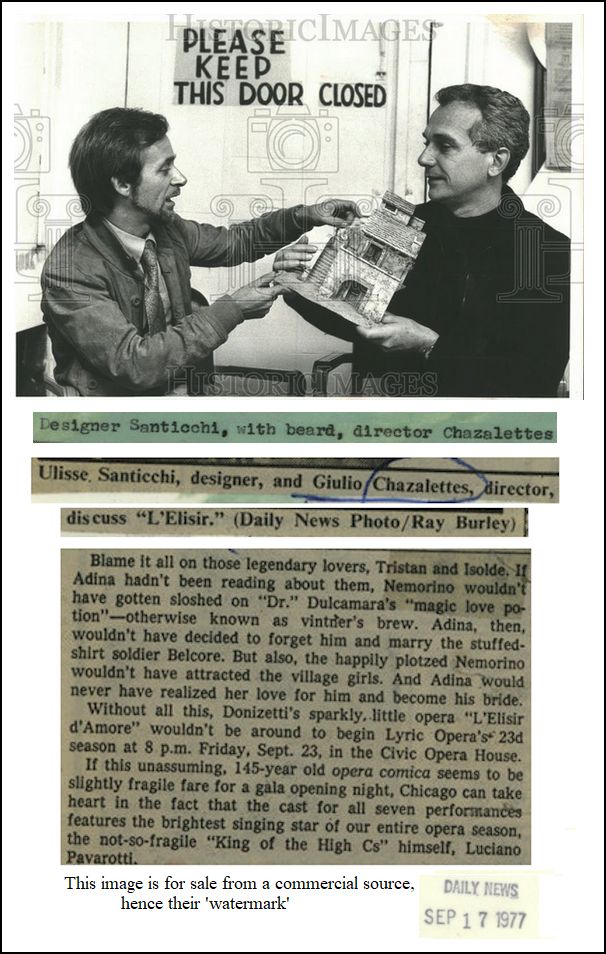 HISTORICIMAGES
PLEASE
KEEP
THIS DOOR CLOSED
HISTORICIMAGES
Designer Santicchi, with beard, director Chazalettes
Ulisse Santicchi, designer, and Giulio Chazalettes, director,
discuss "L'Elisir." (Daily News Photo/Ray Burley)
Blame it all on those legendary lovers, Tristan and Isolde. If
Adina hadn't been reading about them, Nemorino wouldn't
have gotten sloshed on "Dr." Dulcamara's "magic love po-
tion"—otherwise known as vintner's brew. Adina, then,
wouldn't have decided to forget him and marry the stuffed-
shirt soldier Belcore. But also, the happily plotzed Nemorino
wouldn't have attracted the village girls. And Adina would
never have realized her love for him and become his bride.
Without all this, Donizetti's sparkly little opera "L'Elisir
d'Amore" wouldn't be around to begin Lyric Opera's 23d
season at 8 p.m. Friday, Sept. 23, in the Civic Opera House.
If this unassuming, 145-year old opera comica seems to be
slightly fragile fare for a gala opening night, Chicago can take
heart in the fact that the cast for all seven performances
features the brightest singing star of our entire opera season,
the not-so-fragile "King of the High Cs" himself, Luciano
Pavarotti.
This image is for sale from a commercial source,
hence their 'watermark'
DAILY NEWS
SEP 17 1977